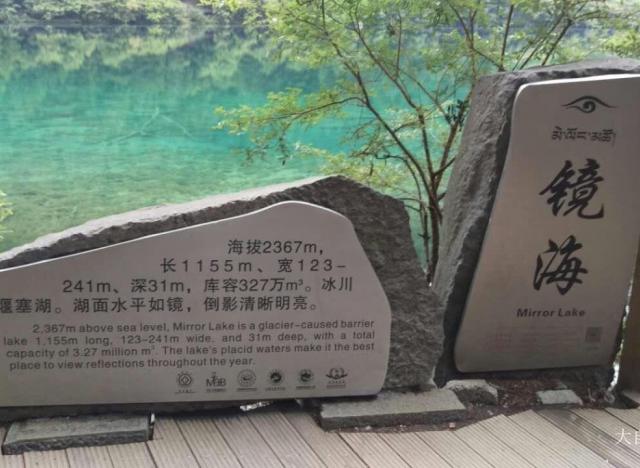 海拔2367m，
长1155m、宽123-
241m、深31m，库容327万m³。冰川
堰塞湖。湖面水平如镜，倒影清晰明亮。
2,367m above sea level, Mirror Lake is a glacier-caused barrier
lake 1,155m long, 123–241m wide, and 31m deep, with a total
capacity of 3.27 million m³. The lake's placid waters make it the best
place to view reflections throughout the year.
མེ་ལོང་མཚོ།
镜
海
Mirror Lake